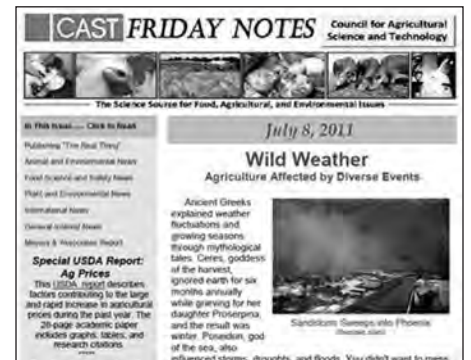 CAST FRIDAY NOTES
Council for Agricultural
Science and Technology
The Science Source for Food, Agricultural, and Environmental Issues
In This Issue..... Click to Read
Publishing "The Real Thing"
Animal and Environmental News
Food Science and Safety News
Plant and Environmental News
International News
General Interest News
Meyers & Associates Report
Special USDA Report:
Ag Prices
This USDA report describes
factors contributing to the large
and rapid increase in agricultural
prices during the past year. The
28-page academic paper
includes graphs, tables, and
research citations.
July 8, 2011
Wild Weather
Agriculture Affected by Diverse Events
Ancient Greeks
explained weather
fluctuations and
growing seasons
through mythological
tales. Ceres, goddess
of the harvest,
ignored earth for six
months annually
while grieving for her
daughter Proserpina,
and the result was
winter. Poseidon, god
of the sea, also
influenced storms, droughts, and floods. You didn't want to mess
Sandstorm Sweeps into Phoenix